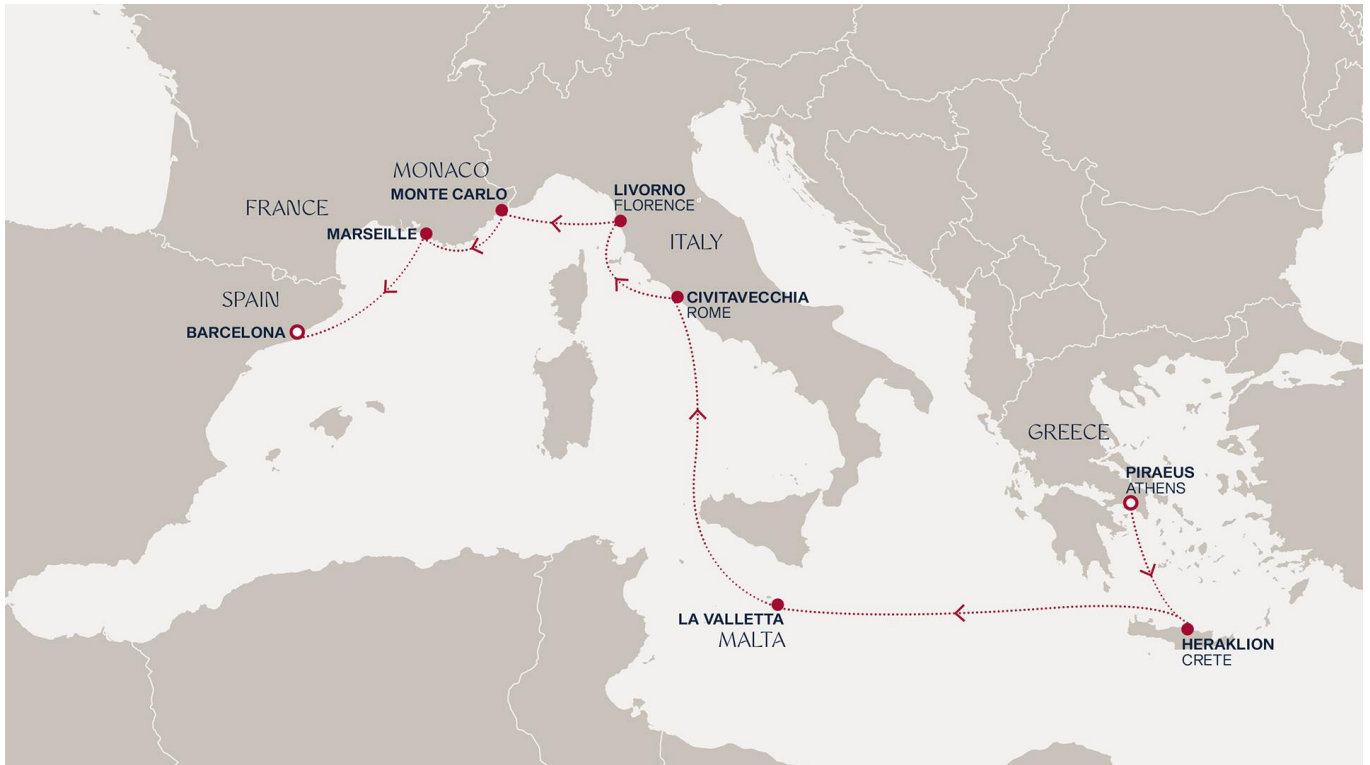 MONACO
MONTE CARLO
LIVORNO
FLORENCE
FRANCE
MARSEILLE
ITALY
SPAIN
BARCELONA
CIVITAVECCHIA
ROME
GREECE
PIRAEUS
ATHENS
LA VALLETTA
MALTA
HERAKLION
CRETE